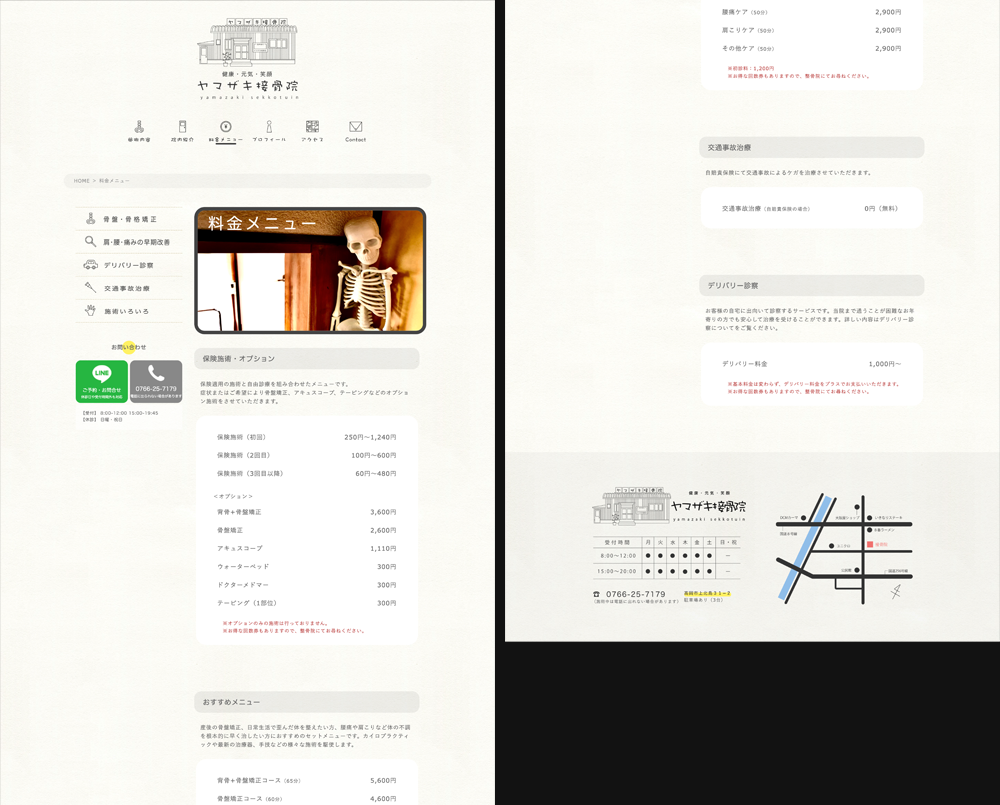 健康・元気・笑顔
ヤマザキ接骨院
yamazaki sekkotuin
施術内容
院内紹介
料金メニュー
プロフィール
アクセス
Contact
HOME > 料金メニュー
骨盤・骨格矯正
肩・腰・痛みの早期改善
デリバリー診察
交通事故治療
施術いろいろ
お問い合わせ
LINE
ご予約・お問合せ
0766-25-7179
【受付】 8:00-12:00 15:00-19:45
【休診】 日曜・祝日
料金メニュー
保険施術・オプション
保険適用の施術と自由診療を組み合わせたメニューです。
症状またはご希望により骨盤矯正、アキュスコープ、テーピングなどのオプション施術をさせていただきます。
保険施術（初回） 250円〜1,240円
保険施術（2回目） 100円〜600円
保険施術（3回目以降） 60円〜480円
＜オプション＞
背骨+骨盤矯正 3,600円
骨盤矯正 2,600円
アキュスコープ 1,110円
ウォーターベッド 300円
ドクターメドマー 300円
テーピング（1部位） 300円
※オプションのみの施術は行っておりません。
※お得な回数券もありますので、整骨院にてお尋ねください。
おすすめメニュー
産後の骨盤矯正、日常生活で歪んだ体を整えたい方、腰痛や肩こりなど体の不調
を根本的に早く治したい方におすすめのセットメニューです。カイロプラクティ
ックや最新の治療器、手技などの様々な施術を駆使します。
背骨+骨盤矯正コース（65分） 5,600円
骨盤矯正コース（60分） 4,600円
腰痛ケア（50分） 2,900円
肩こりケア（50分） 2,900円
その他ケア（50分） 2,900円
※初診料：1,200円
※お得な回数券もありますので、整骨院にてお尋ねください。
交通事故治療
自賠責保険にて交通事故によるケガを治療させていただきます。
交通事故治療（自賠責保険の場合） 0円（無料）
デリバリー診察
お客様の自宅に出向いて診察するサービスです。当院まで通うことが困難なお年
寄りの方でも安心して治療を受けることができます。詳しい内容はデリバリー診
察についてをご覧ください。
デリバリー料金 1,000円〜
※基本料金は変わらず、デリバリー料金をプラスでお支払いいただきます。
※お得な回数券もありますので、整骨院にてお尋ねください。
健康・元気・笑顔
ヤマザキ接骨院
yamazaki sekkotuin
受付時間 月 火 水 木 金 土 日・祝
8:00〜12:00 ● ● ● ● ● ● ー
15:00〜20:00 ● ● ● ● ● ● ー
☎ 0766-25-7179
（施術中は電話に出れない場合があります）
高岡市上北島31-2
駐車場あり（3台）